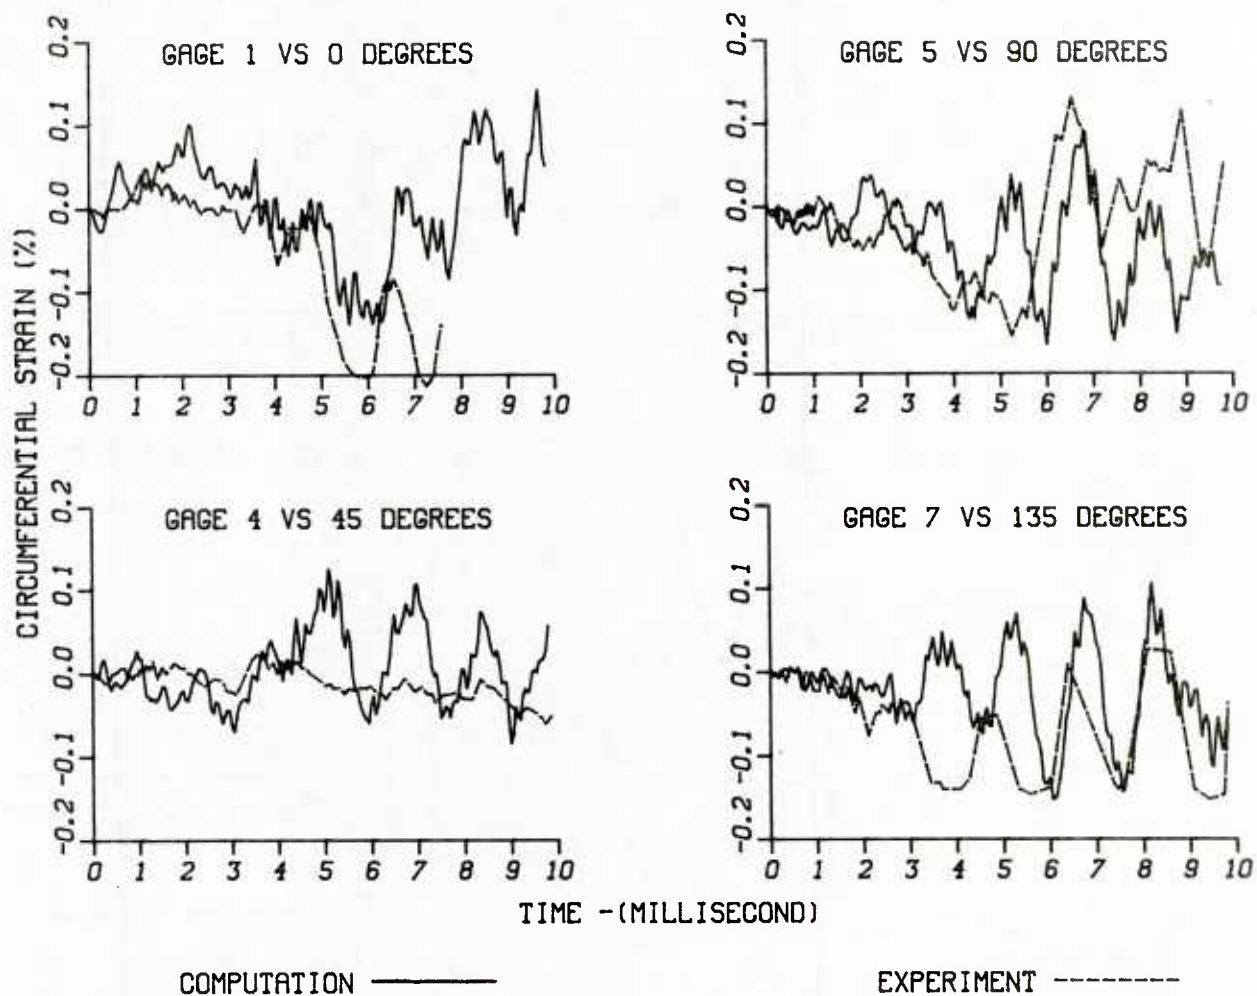 GAGE 1 VS 0 DEGREES
0.2
0.1
0.0
-0.1
-0.2
0 1 2 3 4 5 6 7 8 9 10
GAGE 5 VS 90 DEGREES
0.2
0.1
0.0
-0.1
-0.2
0 1 2 3 4 5 6 7 8 9 10
CIRCUMFERENTIAL STRAIN (%)
GAGE 4 VS 45 DEGREES
0.2
0.1
0.0
-0.1
-0.2
0 1 2 3 4 5 6 7 8 9 10
GAGE 7 VS 135 DEGREES
0.2
0.1
0.0
-0.1
-0.2
0 1 2 3 4 5 6 7 8 9 10
TIME -(MILLISECOND)
COMPUTATION
EXPERIMENT